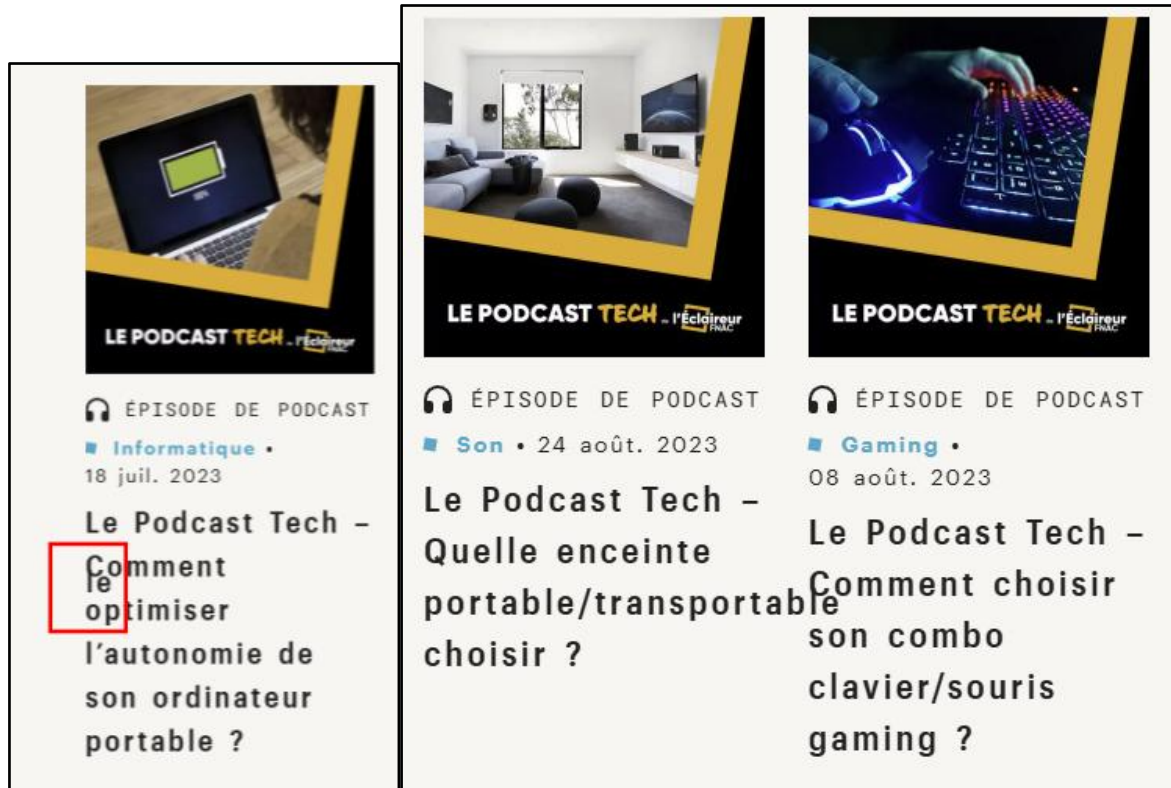 100%
LE PODCAST TECH _ l'Éclaireur
FNAC
ÉPISODE DE PODCAST
Informatique •
18 juil. 2023
Le Podcast Tech –
Comment
le
optimiser
l'autonomie de
son ordinateur
portable ?
LE PODCAST TECH _ l'Éclaireur
FNAC
ÉPISODE DE PODCAST
Son • 24 août. 2023
Le Podcast Tech –
Quelle enceinte
portable/transportable
choisir ?
LE PODCAST TECH _ l'Éclaireur
FNAC
ÉPISODE DE PODCAST
Gaming •
08 août. 2023
Le Podcast Tech –
Comment choisir
son combo
clavier/souris
gaming ?